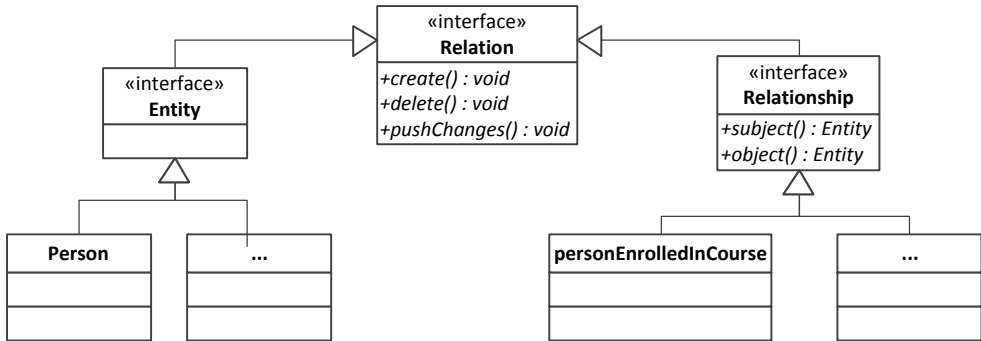 «interface»
Relation
+create() : void
+delete() : void
+pushChanges() : void
«interface»
Entity
«interface»
Relationship
+subject() : Entity
+object() : Entity
Person
...
personEnrolledInCourse
...